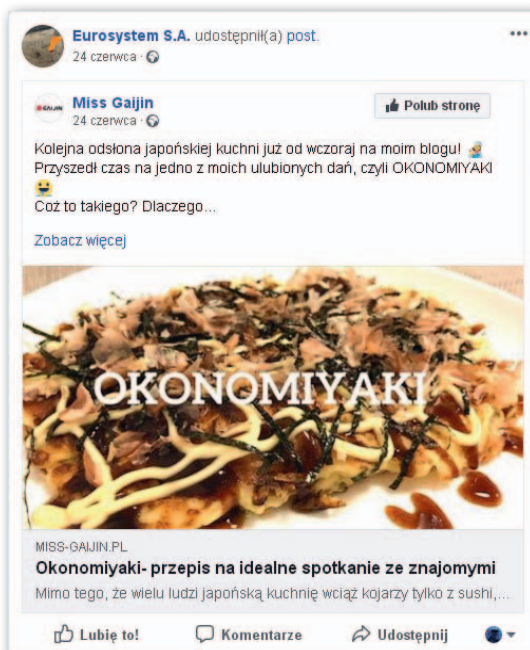 Eurosystem S.A. udostępnił(a) post.
24 czerwca ·
GAIJIN
Miss Gaijin
24 czerwca ·
Polub stronę
Kolejna odsłona japońskiej kuchni już od wczoraj na moim blogu!
Przyszedł czas na jedno z moich ulubionych dań, czyli OKONOMIYAKI
Coż to takiego? Dlaczego...
Zobacz więcej
OKONOMIYAKI
MISS-GAIJIN.PL
Okonomiyaki- przepis na idealne spotkanie ze znajomymi
Mimo tego, że wielu ludzi japońską kuchnię wciąż kojarzy tylko z sushi,...
Lubię to! Komentarze Udostępnij